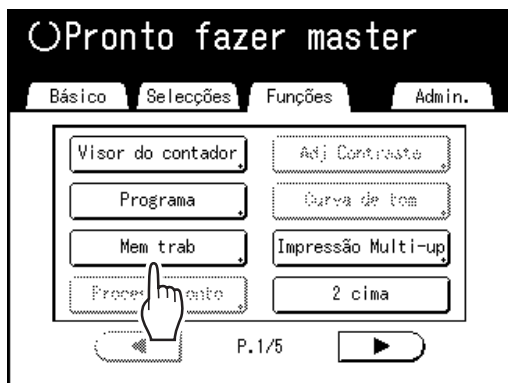 Pronto fazer master
Básico Selecções Funções Admin.
Visor do contador Adj Contraste
Programa Curva de tom
Mem trab Impressão Multi-up
2 cima
P.1/5